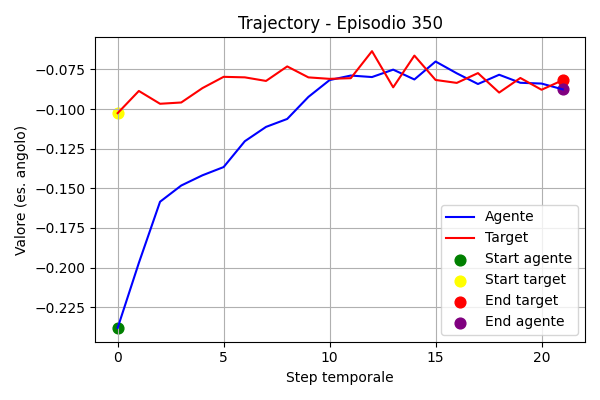 Trajectory - Episodio 350
Valore (es. angolo)
−0.075
−0.100
−0.125
−0.150
−0.175
−0.200
−0.225
Agente
Target
Start agente
Start target
End target
End agente
0 5 10 15 20
Step temporale